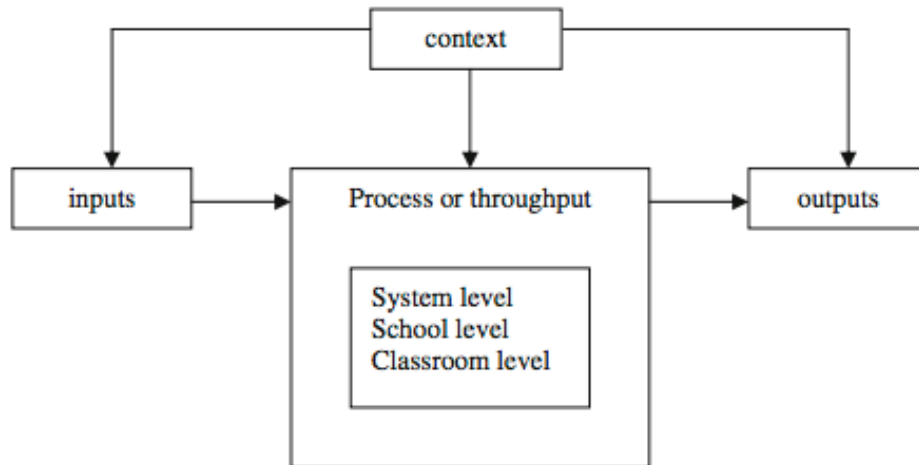 context
inputs
Process or throughput
outputs
System level
School level
Classroom level